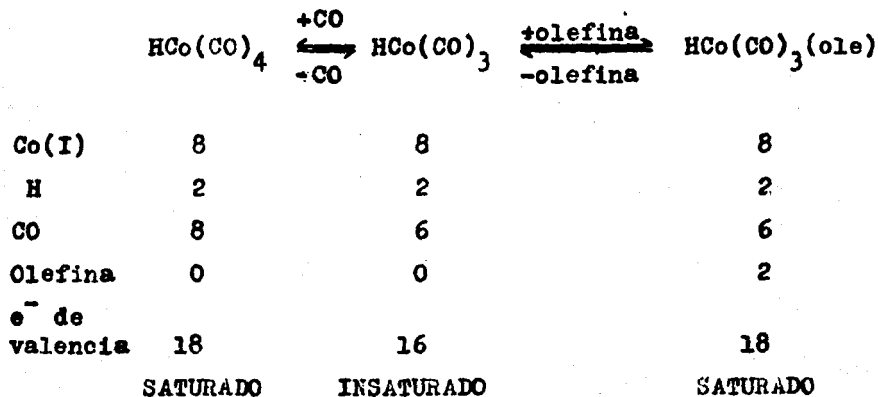 +CO +olefina
HCo(CO)4 ⇌ HCo(CO)3 ⇌ HCo(CO)3(ole)
-CO -olefina
Co(I) 8 8 8
H 2 2 2
CO 8 6 6
Olefina 0 0 2
e⁻ de
valencia 18 16 18
SATURADO INSATURADO SATURADO